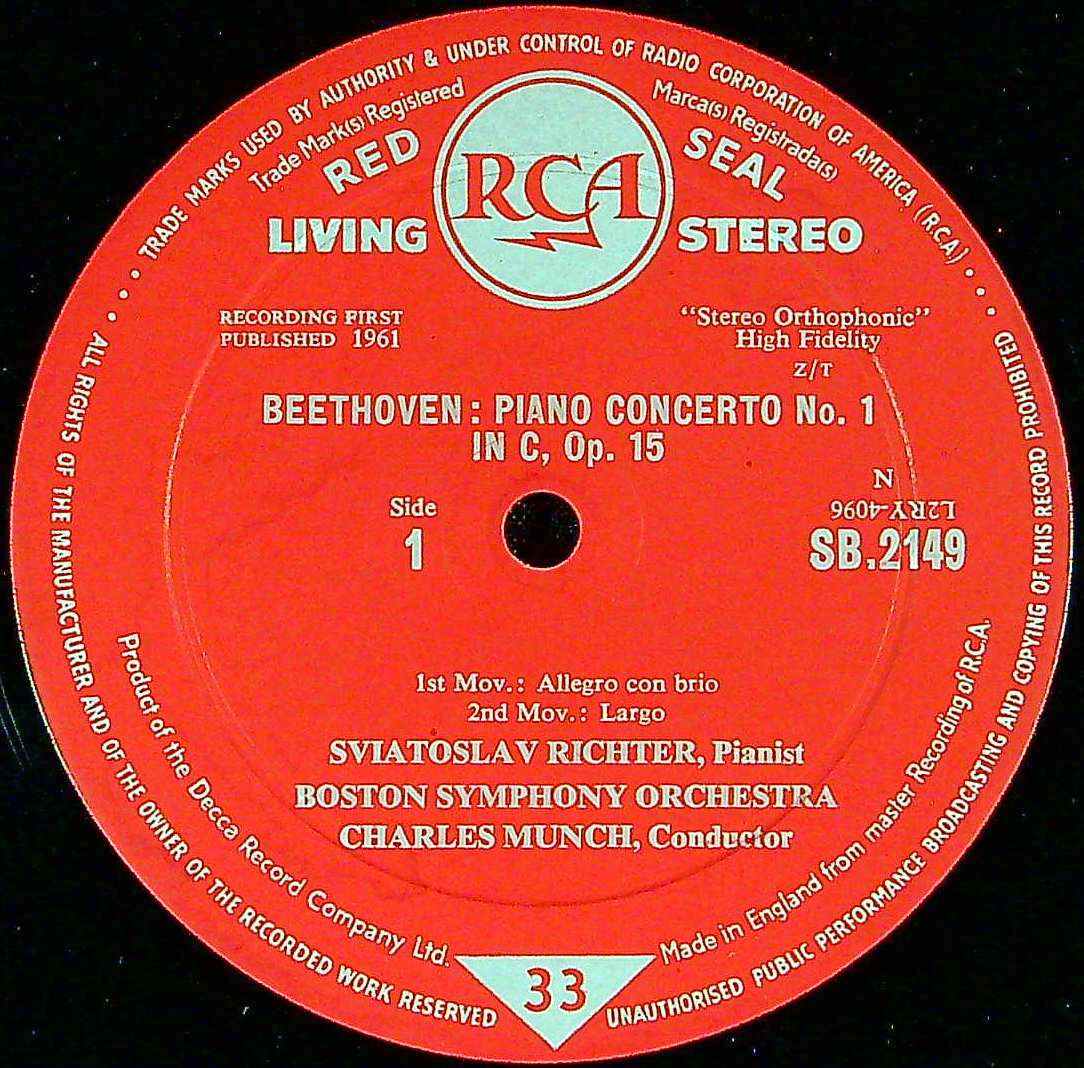 TRADE MARKS USED BY AUTHORITY & UNDER CONTROL OF RADIO CORPORATION OF AMERICA (RCA)
Trade Mark(s) Registered
Marca(s) Registrada(s)
RED SEAL
RCA
LIVING STEREO
RECORDING FIRST
PUBLISHED 1961
"Stereo Orthophonic"
High Fidelity
Z/T
BEETHOVEN : PIANO CONCERTO No. 1
IN C, Op. 15
Side
1
N
L2RY-4096
SB.2149
1st Mov.: Allegro con brio
2nd Mov.: Largo
SVIATOSLAV RICHTER, Pianist
BOSTON SYMPHONY ORCHESTRA
CHARLES MUNCH, Conductor
Product of the Decca Record Company Ltd.
Made in England from master Recording of R.C.A.
33
ALL RIGHTS OF THE MANUFACTURER AND OF THE OWNER OF THE RECORDED WORK RESERVED
UNAUTHORISED PUBLIC PERFORMANCE BROADCASTING AND COPYING OF THIS RECORD PROHIBITED